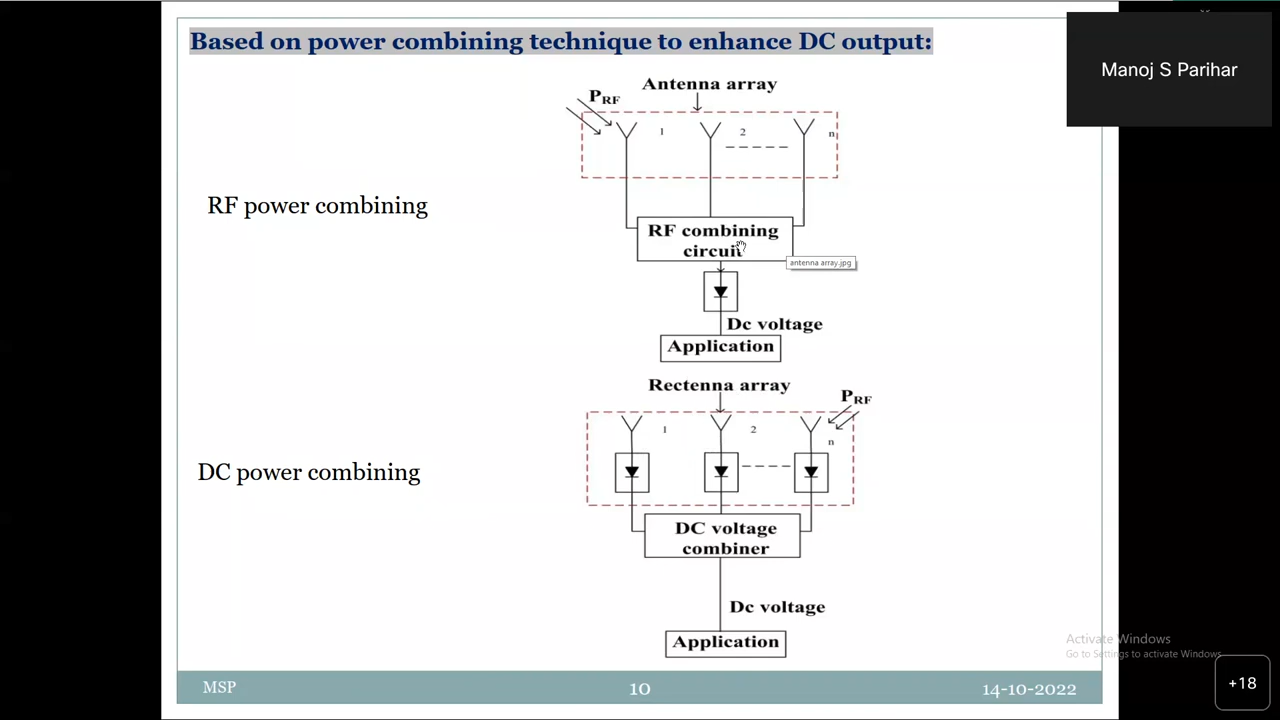 Based on power combining technique to enhance DC output:
Manoj S Parihar
Antenna array
PRF
1
2
n
RF power combining
RF combining
circuit
antenna array.jpg
Dc voltage
Application
Rectenna array
PRF
1
2
n
DC power combining
DC voltage
combiner
Dc voltage
Application
Activate Windows
Go to Settings to activate Windows.
MSP
10
14-10-2022
+18